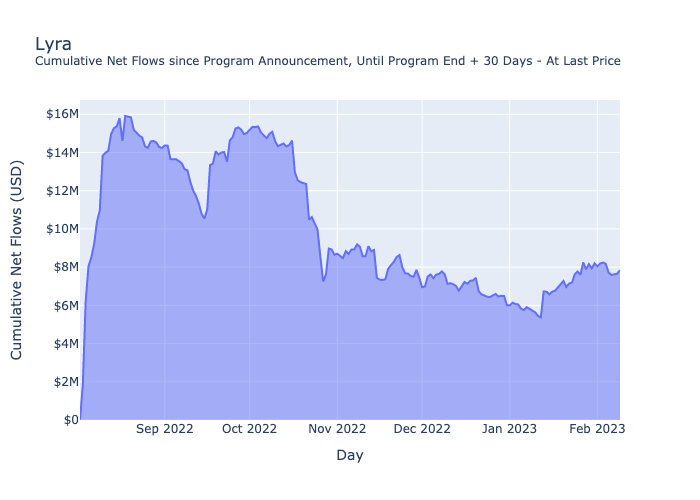 Lyra
Cumulative Net Flows since Program Announcement, Until Program End + 30 Days - At Last Price
Cumulative Net Flows (USD)
$16M
$14M
$12M
$10M
$8M
$6M
$4M
$2M
$0
Sep 2022 Oct 2022 Nov 2022 Dec 2022 Jan 2023 Feb 2023
Day